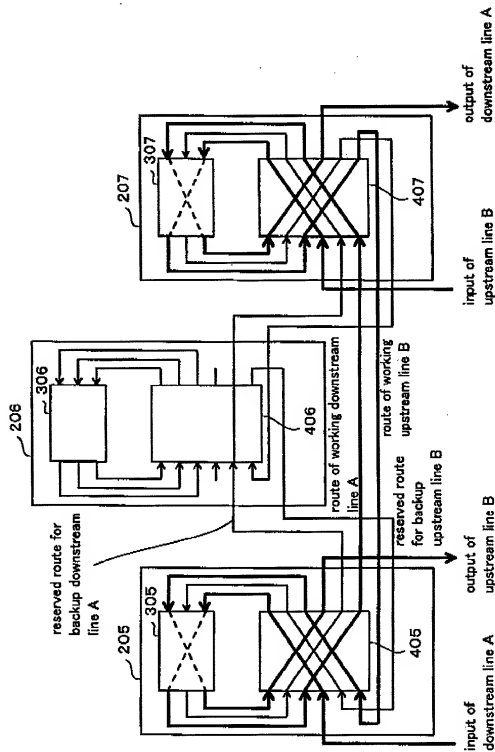 reserved route for
backup downstream
line A
206
306
406
205
305
405
207
307
407
route of working downstream
line A
reserved route
for backup
upstream line B
route of working
upstream line B
input of
downstream line A
output of
upstream line B
input of
upstream line B
output of
downstream line A